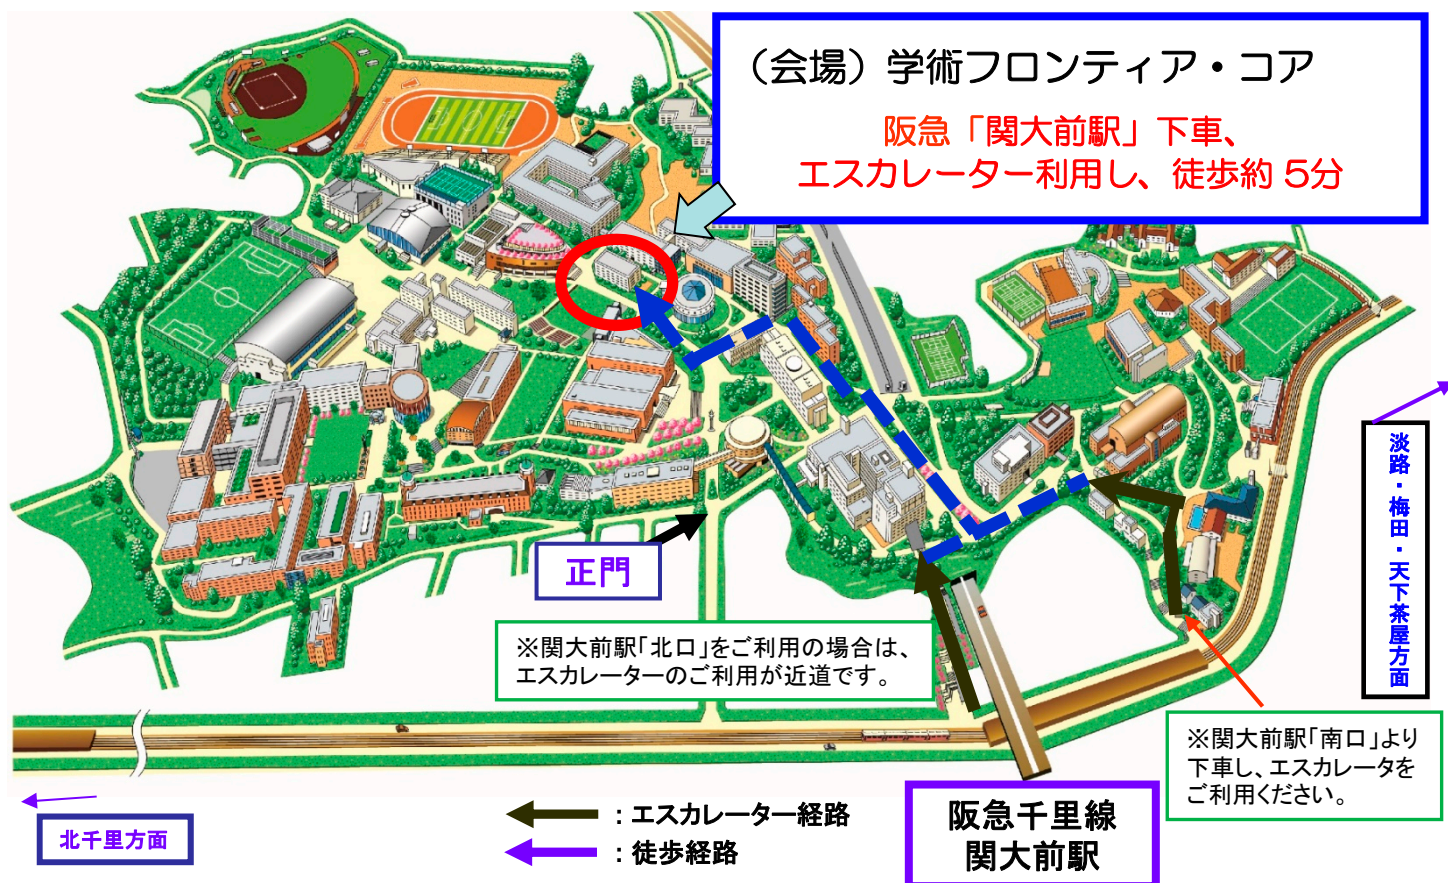 （会場）学術フロンティア・コア
阪急「関大前駅」下車、
エスカレーター利用し、徒歩約 5分
淡路・梅田・天下茶屋方面
正門
※関大前駅「北口」をご利用の場合は、
エスカレーターのご利用が近道です。
※関大前駅「南口」より
下車し、エスカレータを
ご利用ください。
北千里方面
：エスカレーター経路
：徒歩経路
阪急千里線
関大前駅